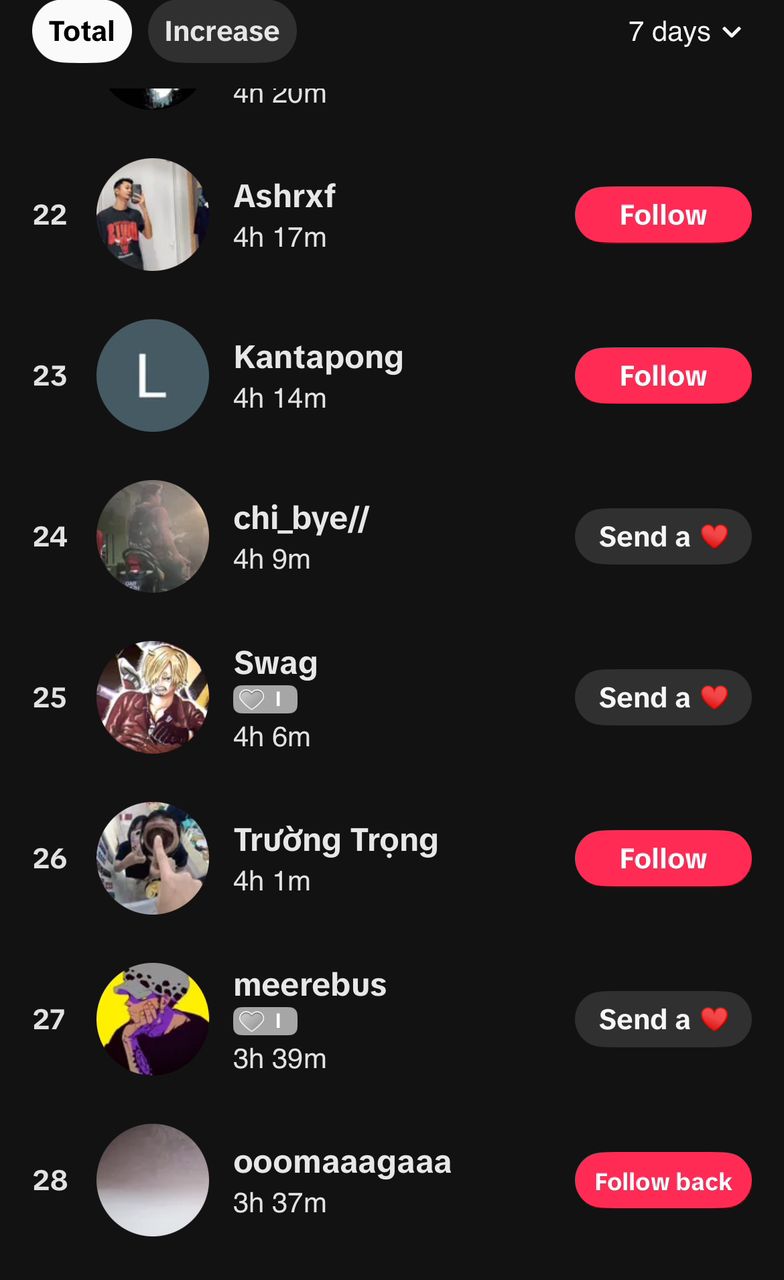 Total Increase 7 days
4h 20m
22 Ashrxf Follow
4h 17m
23 L Kantapong Follow
4h 14m
24 chi_bye// Send a ❤️
4h 9m
25 Swag Send a ❤️
I
4h 6m
26 Trường Trọng Follow
4h 1m
27 meerebus Send a ❤️
I
3h 39m
28 ooomaaagaaa Follow back
3h 37m